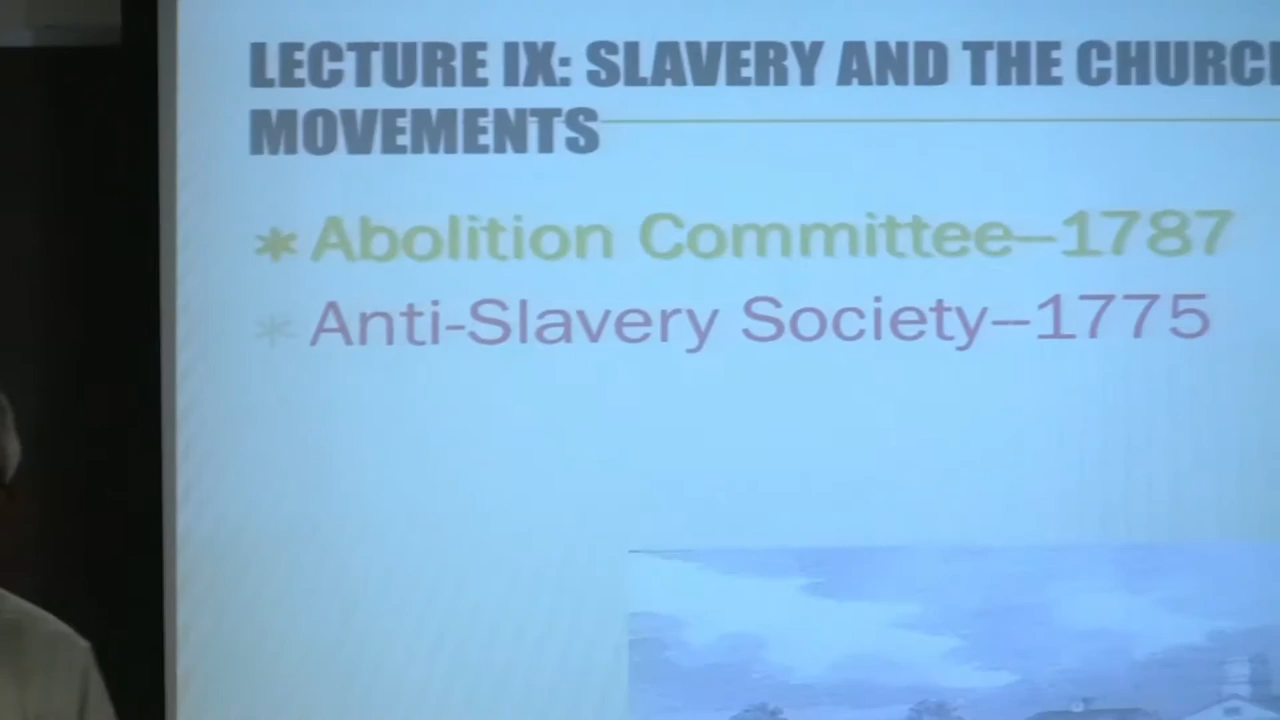 LECTURE IX: SLAVERY AND THE CHURC
MOVEMENTS
Abolition Committee–1787
Anti-Slavery Society–1775